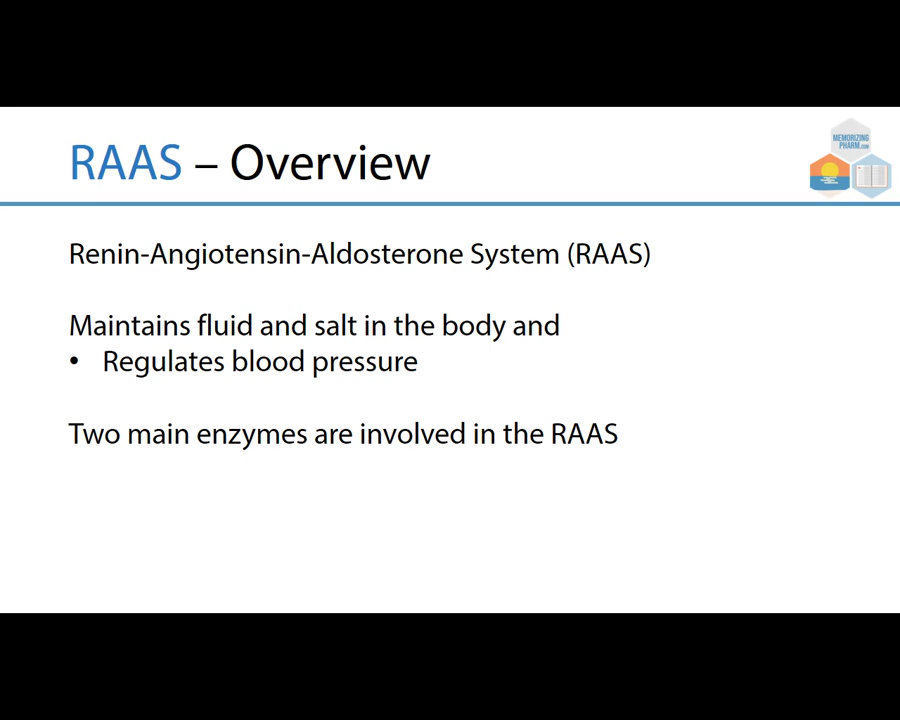 RAAS – Overview
MEMORIZING
PHARM.COM
Renin-Angiotensin-Aldosterone System (RAAS)
Maintains fluid and salt in the body and
• Regulates blood pressure
Two main enzymes are involved in the RAAS